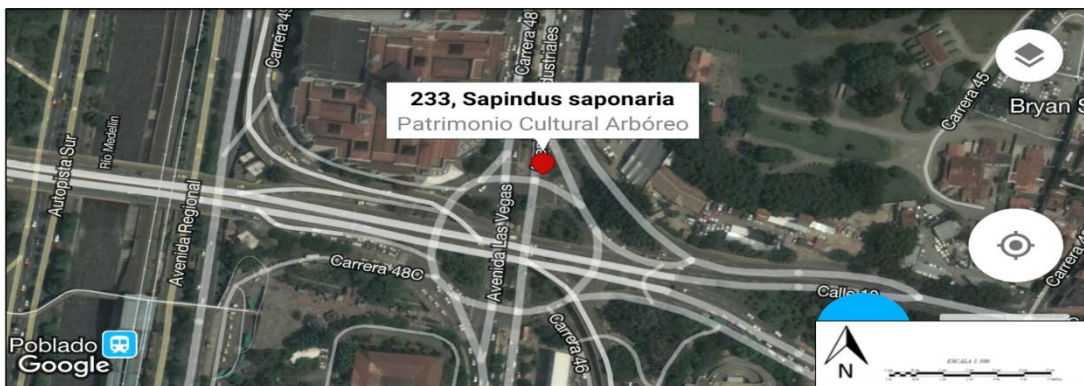 Carrera 49
Carrera 48
Industriales
233, Sapindus saponaria
Patrimonio Cultural Arbóreo
Carrera 45
Bryan S
Autopista Sur
Río Medellín
Avenida Regional
Avenida Las Vegas
Carrera 48C
Carrera 46
Calle 10
Poblado
Google
N
ESCALA 1:100